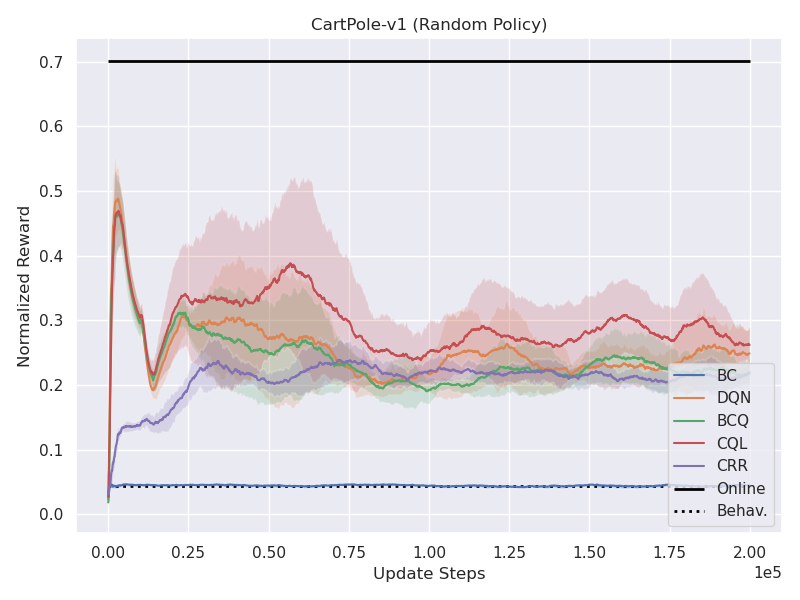 CartPole-v1 (Random Policy)
Normalized Reward
0.7
0.6
0.5
0.4
0.3
0.2
0.1
0.0
BC
DQN
BCQ
CQL
CRR
Online
Behav.
0.00 0.25 0.50 0.75 1.00 1.25 1.50 1.75 2.00
Update Steps
1e5